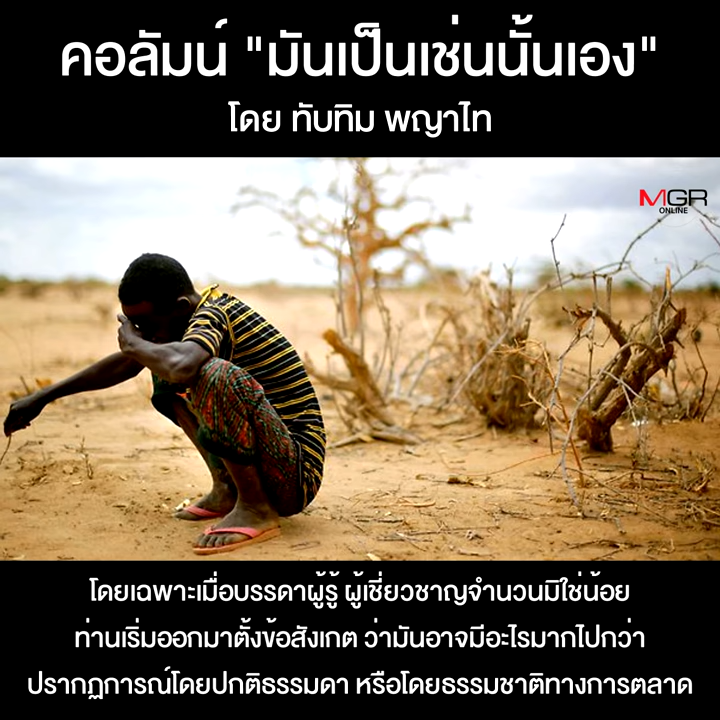 คอลัมน์ "มันเป็นเช่นนั้นเอง"
โดย ทับทิม พญาไท
MGR
ONLINE
โดยเฉพาะเมื่อบรรดาผู้รู้ ผู้เชี่ยวชาญจำนวนมิใช่น้อย
ท่านเริ่มออกมาตั้งข้อสังเกต ว่ามันอาจมีอะไรมากไปกว่า
ปรากฏการณ์โดยปกติธรรมดา หรือโดยธรรมชาติทางการตลาด